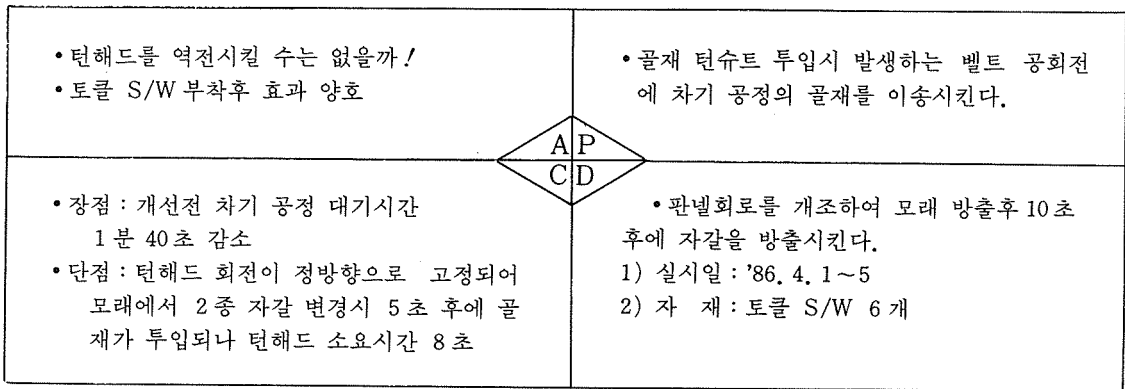 •턴해드를 역전시킬 수는 없을까!
•토클 S/W 부착후 효과 양호
•골재 턴슈트 투입시 발생하는 벨트 공회전
에 차기 공정의 골재를 이송시킨다.
A P
C D
•장점 : 개선전 차기 공정 대기시간
1분 40초 감소
•단점 : 턴해드 회전이 정방향으로 고정되어
모래에서 2종 자갈 변경시 5초 후에 골
재가 투입되나 턴해드 소요시간 8초
•판넬회로를 개조하여 모래 방출후 10초
후에 자갈을 방출시킨다.
1) 실시일 : '86. 4. 1~5
2) 자 재 : 토클 S/W 6개